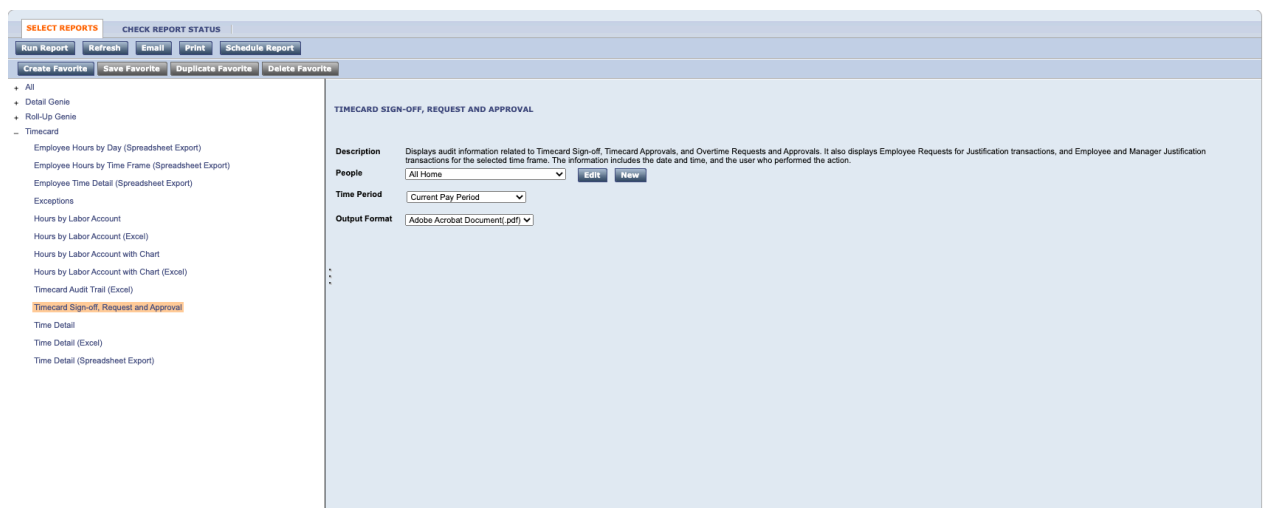 SELECT REPORTS CHECK REPORT STATUS
Run Report Refresh Email Print Schedule Report
Create Favorite Save Favorite Duplicate Favorite Delete Favorite
+ All
+ Detail Genie
+ Roll-Up Genie
− Timecard
Employee Hours by Day (Spreadsheet Export)
Employee Hours by Time Frame (Spreadsheet Export)
Employee Time Detail (Spreadsheet Export)
Exceptions
Hours by Labor Account
Hours by Labor Account (Excel)
Hours by Labor Account with Chart
Hours by Labor Account with Chart (Excel)
Timecard Audit Trail (Excel)
Timecard Sign-off, Request and Approval
Time Detail
Time Detail (Excel)
Time Detail (Spreadsheet Export)
TIMECARD SIGN-OFF, REQUEST AND APPROVAL
Description Displays audit information related to Timecard Sign-off, Timecard Approvals, and Overtime Requests and Approvals. It also displays Employee Requests for Justification transactions, and Employee and Manager Justification
transactions for the selected time frame. The information includes the date and time, and the user who performed the action.
People All Home Edit New
Time Period Current Pay Period
Output Format Adobe Acrobat Document(.pdf)